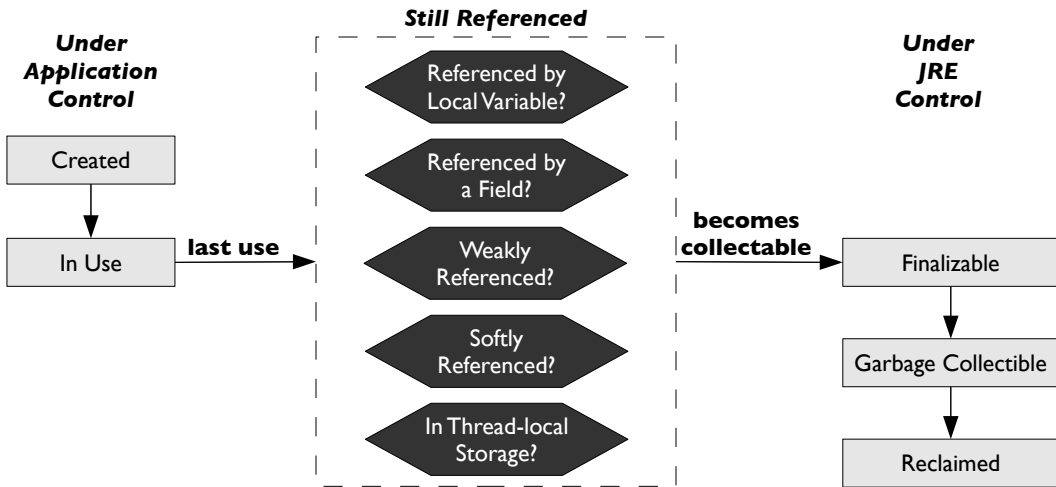 Under
Application
Control
Created
In Use
last use
Still Referenced
Referenced by
Local Variable?
Referenced by
a Field?
Weakly
Referenced?
Softly
Referenced?
In Thread-local
Storage?
becomes
collectable
Under
JRE
Control
Finalizable
Garbage Collectible
Reclaimed